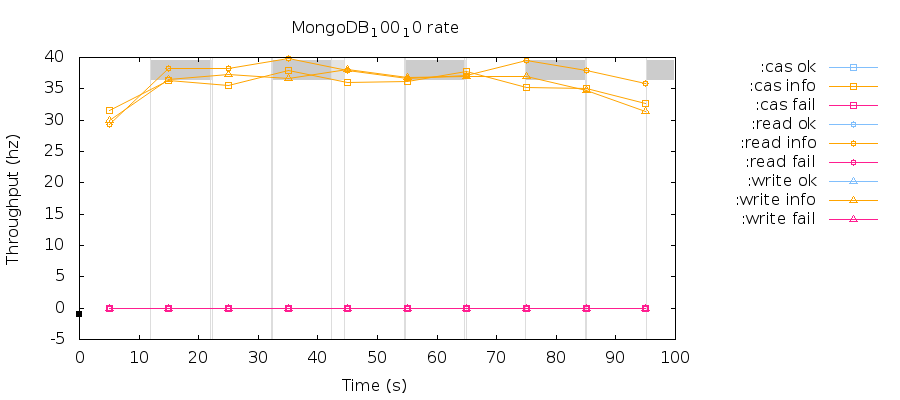 MongoDB₁00₁0 rate
Throughput (hz)
40
35
30
25
20
15
10
5
0
-5
0 10 20 30 40 50 60 70 80 90 100
Time (s)
:cas ok
:cas info
:cas fail
:read ok
:read info
:read fail
:write ok
:write info
:write fail